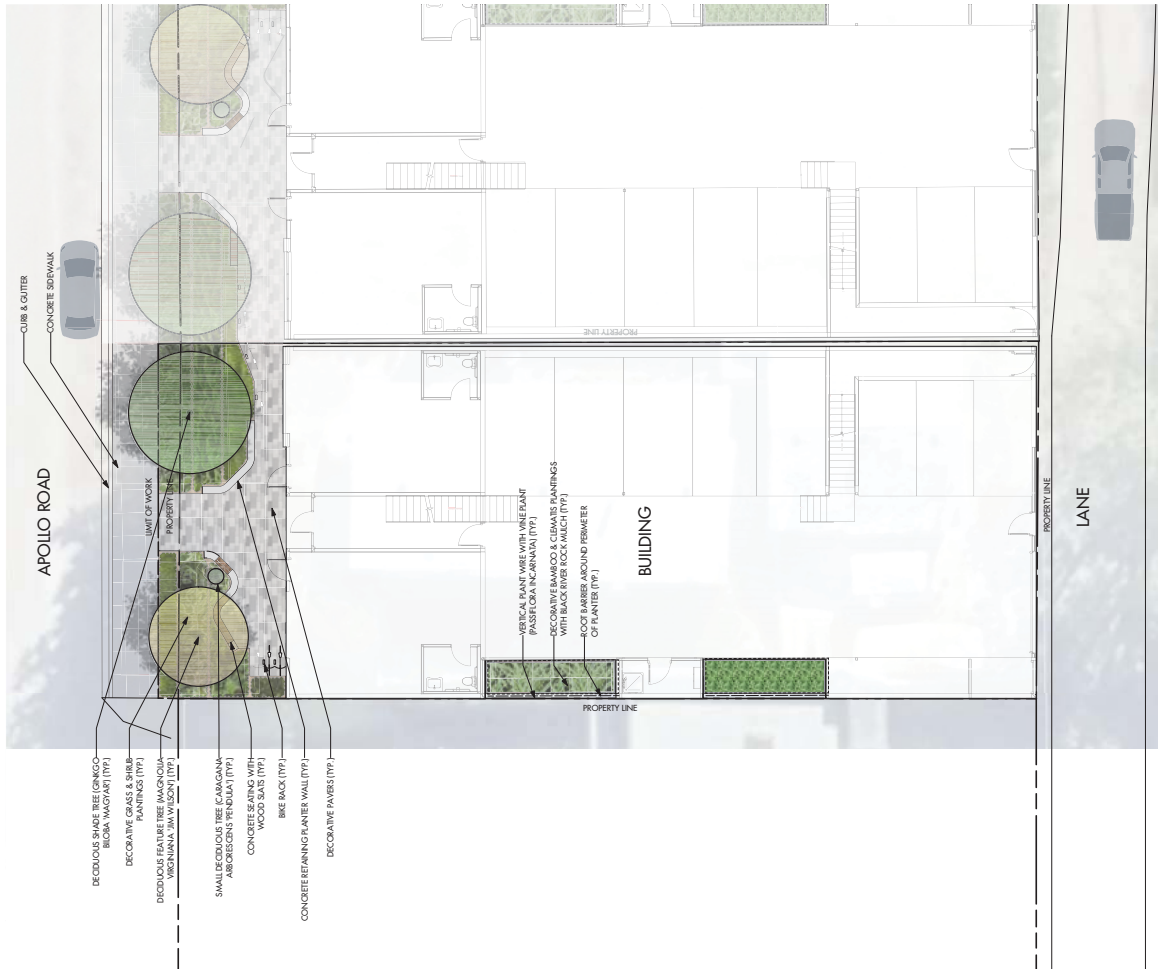 CURB & GUTTER
CONCRETE SIDEWALK
APOLLO ROAD
LIMIT OF WORK
PROPERTY LINE
PROPERTY LINE
BUILDING
VERTICAL PLANT WIRE WITH VINE PLANT
(PASSIFLORA INCARNATA) (TYP.)
DECORATIVE BAMBOO & CLEMATIS PLANTINGS
WITH BLACK RIVER ROCK MULCH (TYP.)
ROOT BARRIER AROUND PERIMETER
OF PLANTER (TYP.)
PROPERTY LINE
PROPERTY LINE
LANE
DECIDUOUS SHADE TREE (GINKGO
BILOBA 'MAGYAR') (TYP.)
DECORATIVE GRASS & SHRUB
PLANTINGS (TYP.)
DECIDUOUS FEATURE TREE (MAGNOLIA
VIRGINIANA 'JIM WILSON') (TYP.)
SMALL DECIDUOUS TREE (CARAGANA
ARBORESCENS 'PENDULA') (TYP.)
CONCRETE SEATING WITH
WOOD SLATS (TYP.)
BIKE RACK (TYP.)
CONCRETE RETAINING PLANTER WALL (TYP.)
DECORATIVE PAVERS (TYP.)